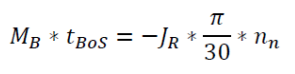 M_B * t_BoS = −J_R * π/30 * n_n